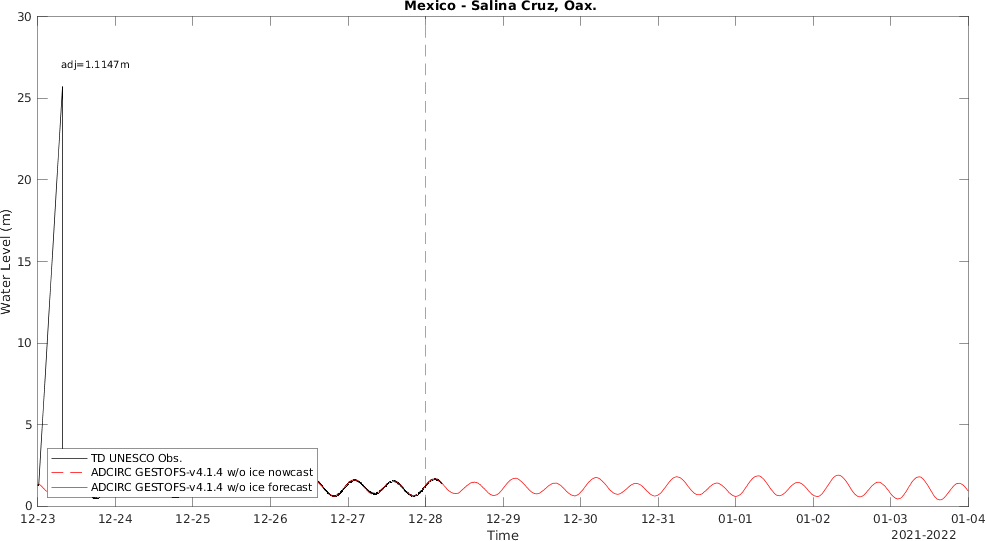 Mexico - Salina Cruz, Oax.
30
adj=1.1147m
25
20
15
10
5
0
Water Level (m)
TD UNESCO Obs.
ADCIRC GESTOFS-v4.1.4 w/o ice nowcast
ADCIRC GESTOFS-v4.1.4 w/o ice forecast
12-23 12-24 12-25 12-26 12-27 12-28 12-29 12-30 12-31 01-01 01-02 01-03 01-04
Time
2021-2022